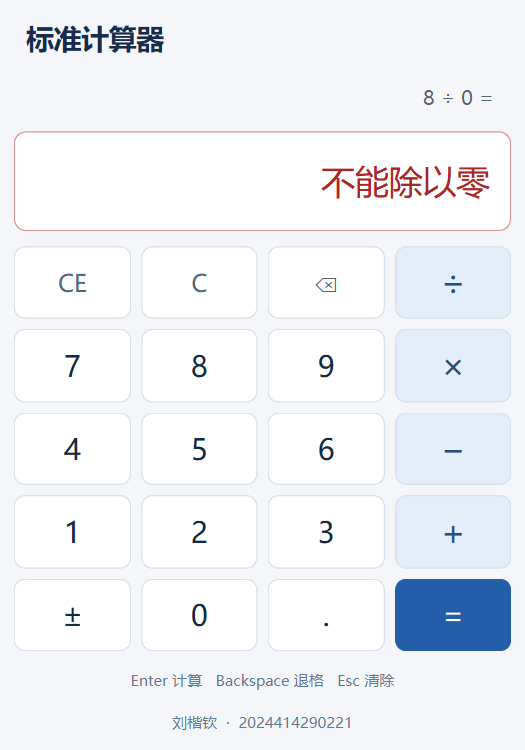 标准计算器
8 ÷ 0 =
不能除以零
CE C ⌫ ÷
7 8 9 ×
4 5 6 −
1 2 3 +
± 0 . =
Enter 计算 Backspace 退格 Esc 清除
刘楷钦 · 2024414290221